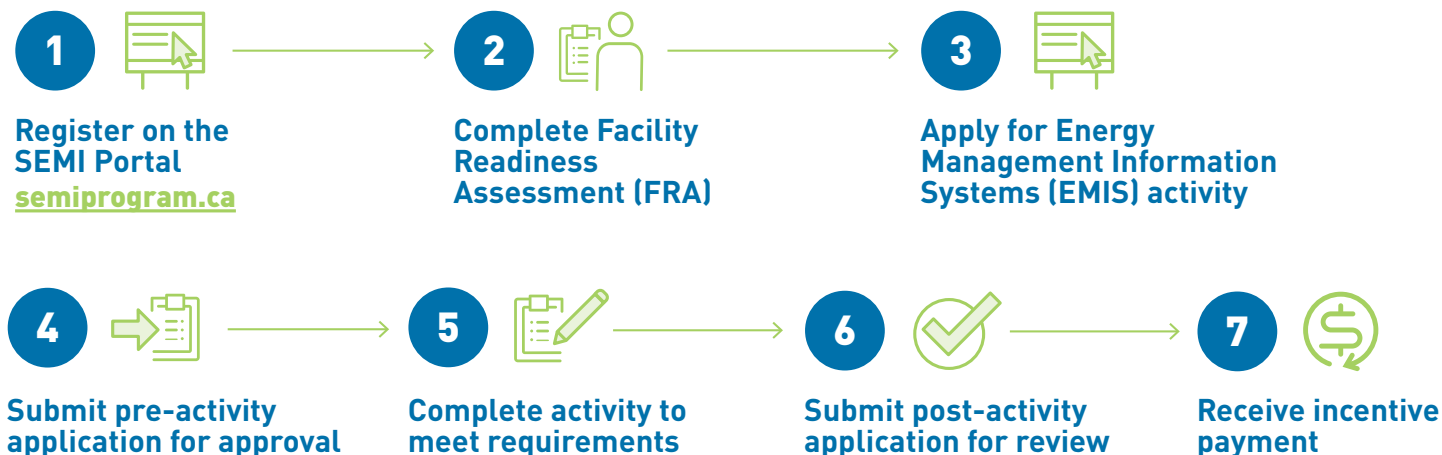 1
Register on the
SEMI Portal
semiprogram.ca
2
Complete Facility
Readiness
Assessment (FRA)
3
Apply for Energy
Management Information
Systems (EMIS) activity
4
Submit pre-activity
application for approval
5
Complete activity to
meet requirements
6
Submit post-activity
application for review
7
Receive incentive
payment